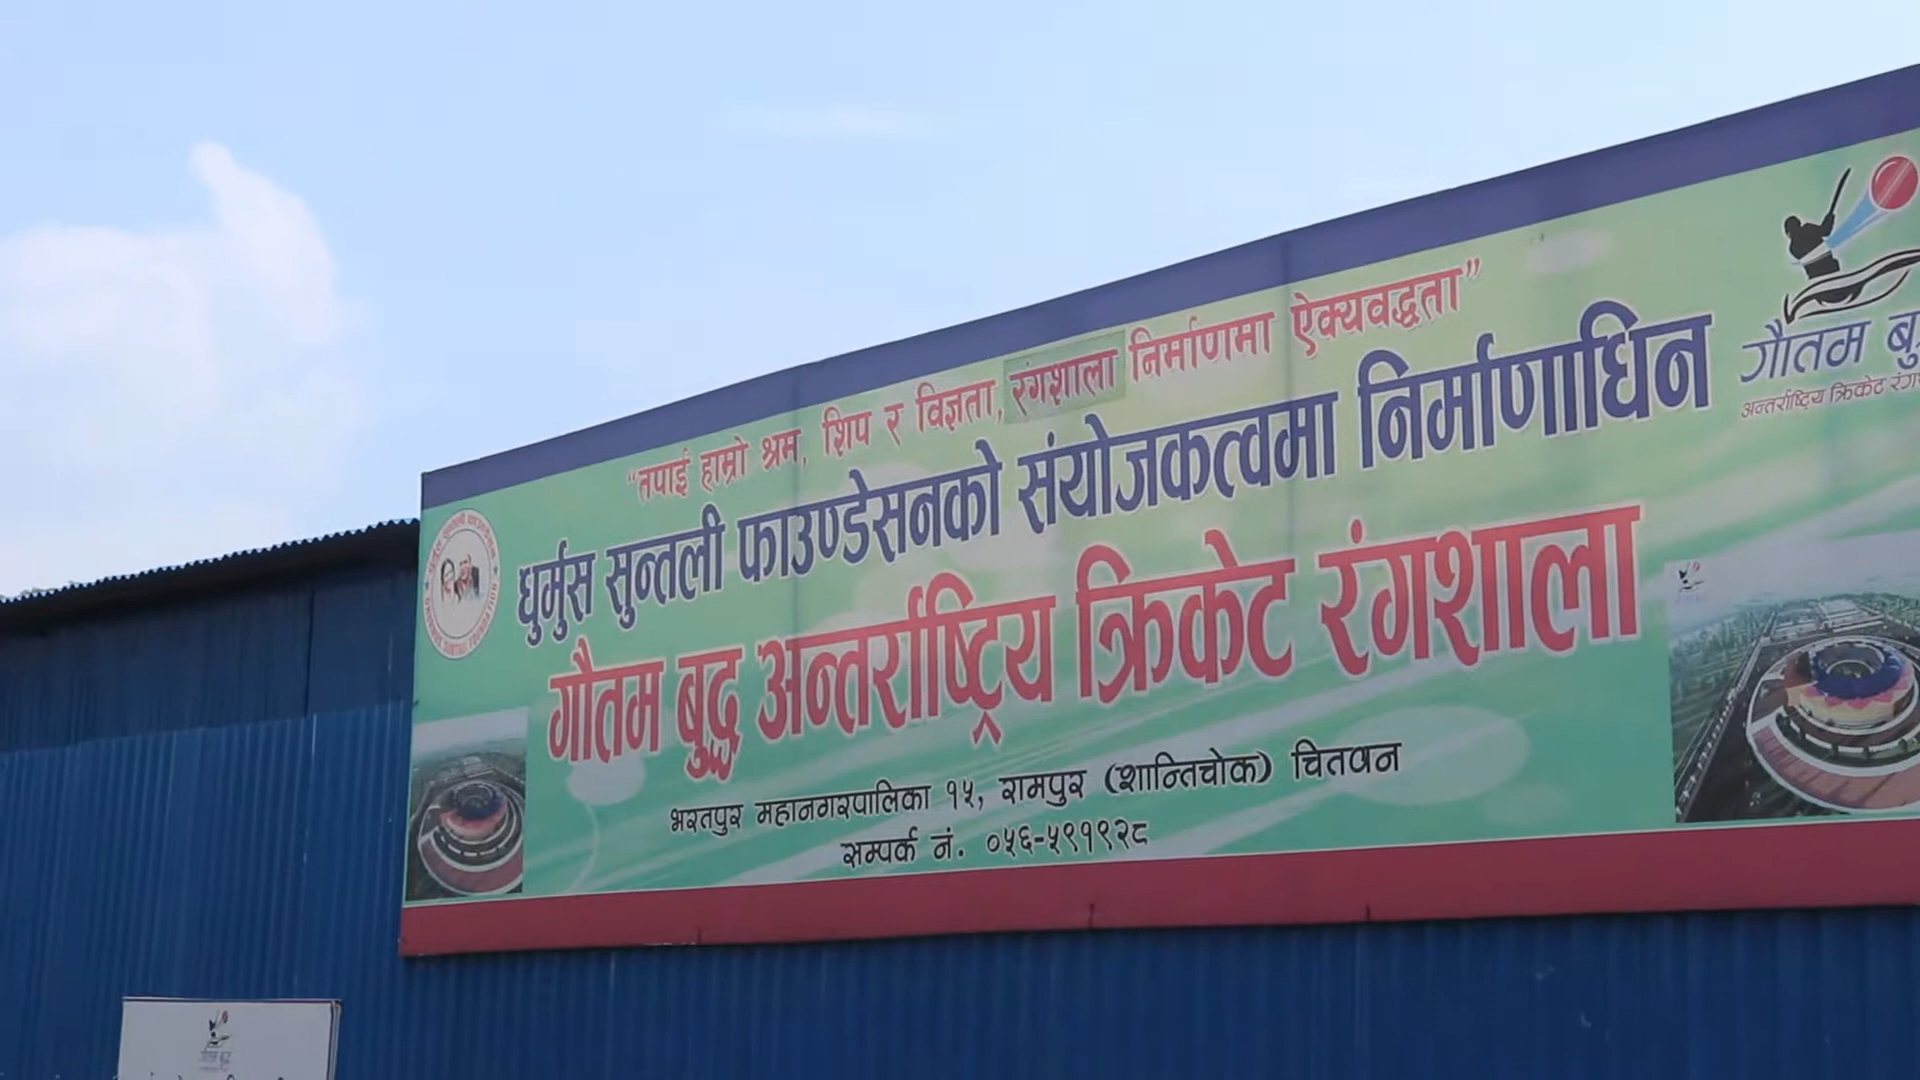 “तपाई हाम्रो श्रम, शिप र विज्ञता, रंगशाला निर्माणमा ऐक्यवद्धता”
धुर्मुस सुन्तली फाउण्डेसनको संयोजकत्वमा निर्माणाधिन
गौतम बुद्ध अन्तर्राष्ट्रिय क्रिकेट रंगशाला
भरतपुर महानगरपालिका १५, रामपुर (शान्तिचोक) चितवन
सम्पर्क नं. ०५६-५९१९२८
गौतम
अन्तर्राष्ट्रिय क्रिकेट
गौतम बुद्ध